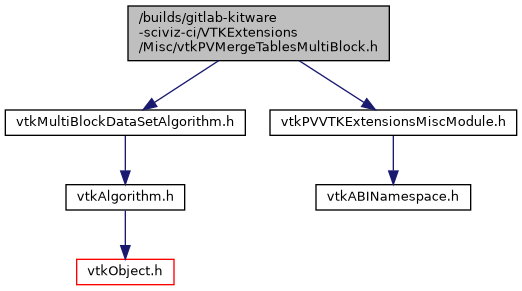 /builds/gitlab-kitware
-sciviz-ci/VTKExtensions
/Misc/vtkPVMergeTablesMultiBlock.h
vtkMultiBlockDataSetAlgorithm.h
vtkPVVTKExtensionsMiscModule.h
vtkAlgorithm.h
vtkABINamespace.h
vtkObject.h